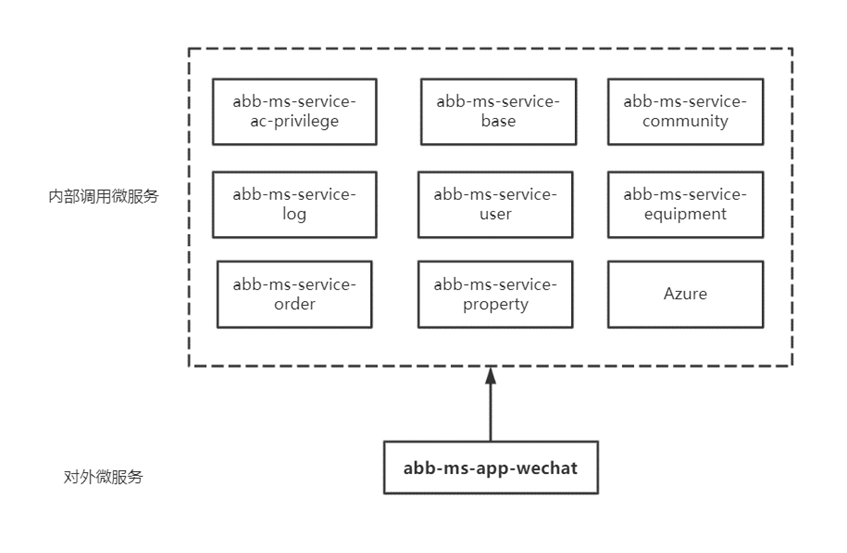 abb-ms-service-
ac-privilege
abb-ms-service-
base
abb-ms-service-
community
内部调用微服务
abb-ms-service-
log
abb-ms-service-
user
abb-ms-service-
equipment
abb-ms-service-
order
abb-ms-service-
property
Azure
对外微服务
abb-ms-app-wechat